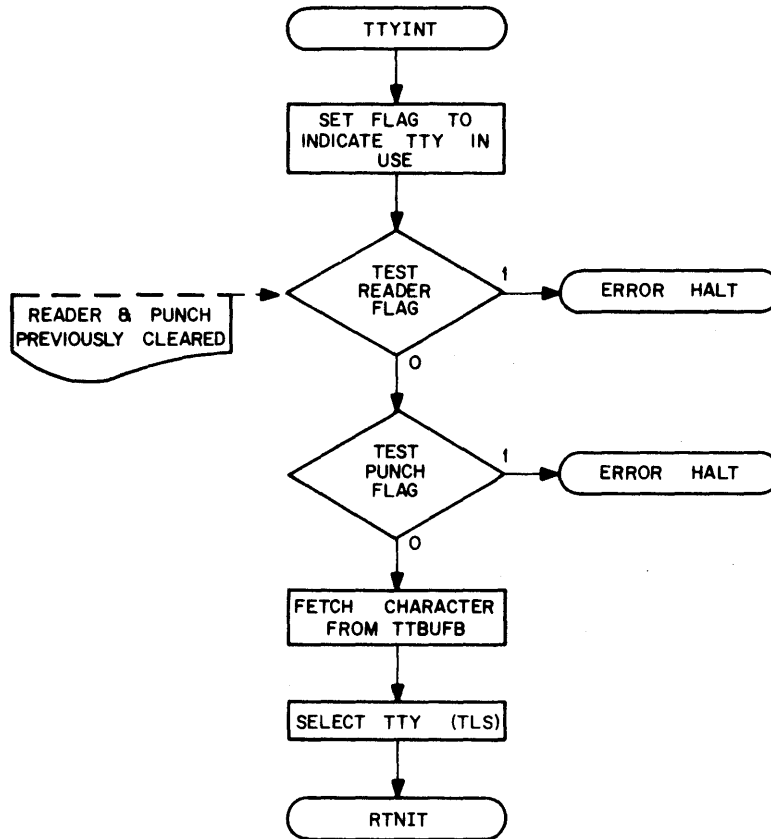 TTYINT
SET FLAG TO
INDICATE TTY IN
USE
TEST
READER
FLAG
1
ERROR HALT
READER & PUNCH
PREVIOUSLY CLEARED
0
TEST
PUNCH
FLAG
1
ERROR HALT
0
FETCH CHARACTER
FROM TTBUFB
SELECT TTY (TLS)
RTNIT